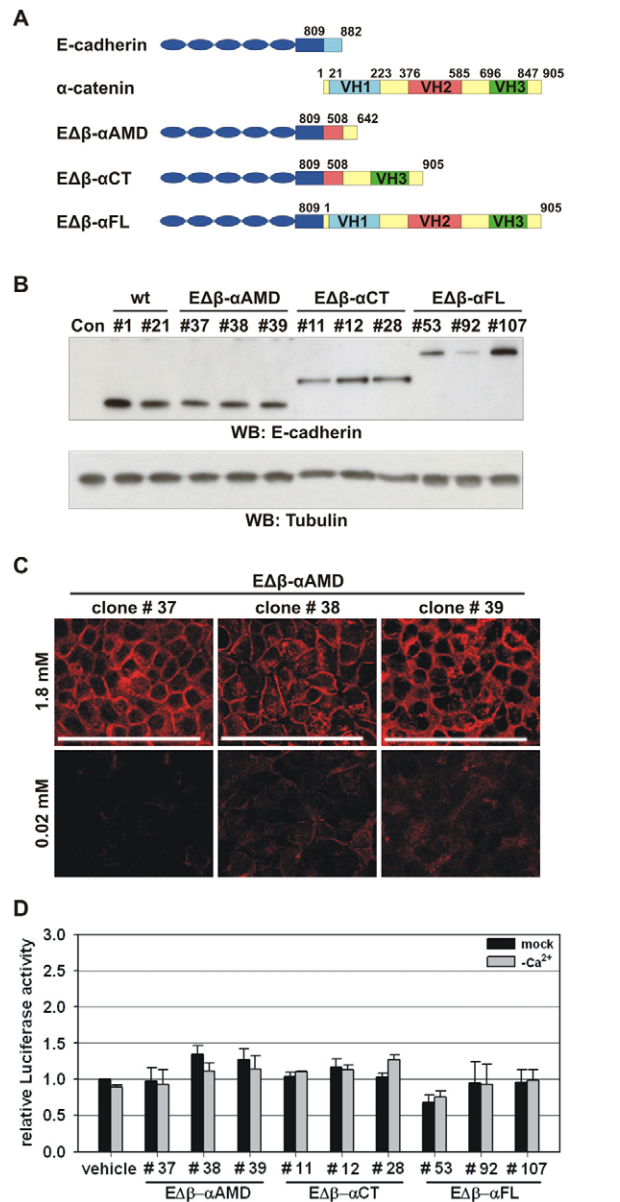 A
E-cadherin 809 882
α-catenin 1 21 VH1 223 376 VH2 585 696 VH3 847 905
EΔβ-αAMD 809 508 642
EΔβ-αCT 809 508 VH3 905
EΔβ-αFL 809 1 VH1 VH2 VH3 905
B
wt EΔβ-αAMD EΔβ-αCT EΔβ-αFL
Con #1 #21 #37 #38 #39 #11 #12 #28 #53 #92 #107
WB: E-cadherin
WB: Tubulin
C
EΔβ-αAMD
clone # 37 clone # 38 clone # 39
1.8 mM
0.02 mM
D
relative Luciferase activity
3.0
2.5
2.0
1.5
1.0
0.5
0.0
mock
-Ca²⁺
vehicle # 37 # 38 # 39 # 11 # 12 # 28 # 53 # 92 # 107
EΔβ–αAMD EΔβ–αCT EΔβ–αFL